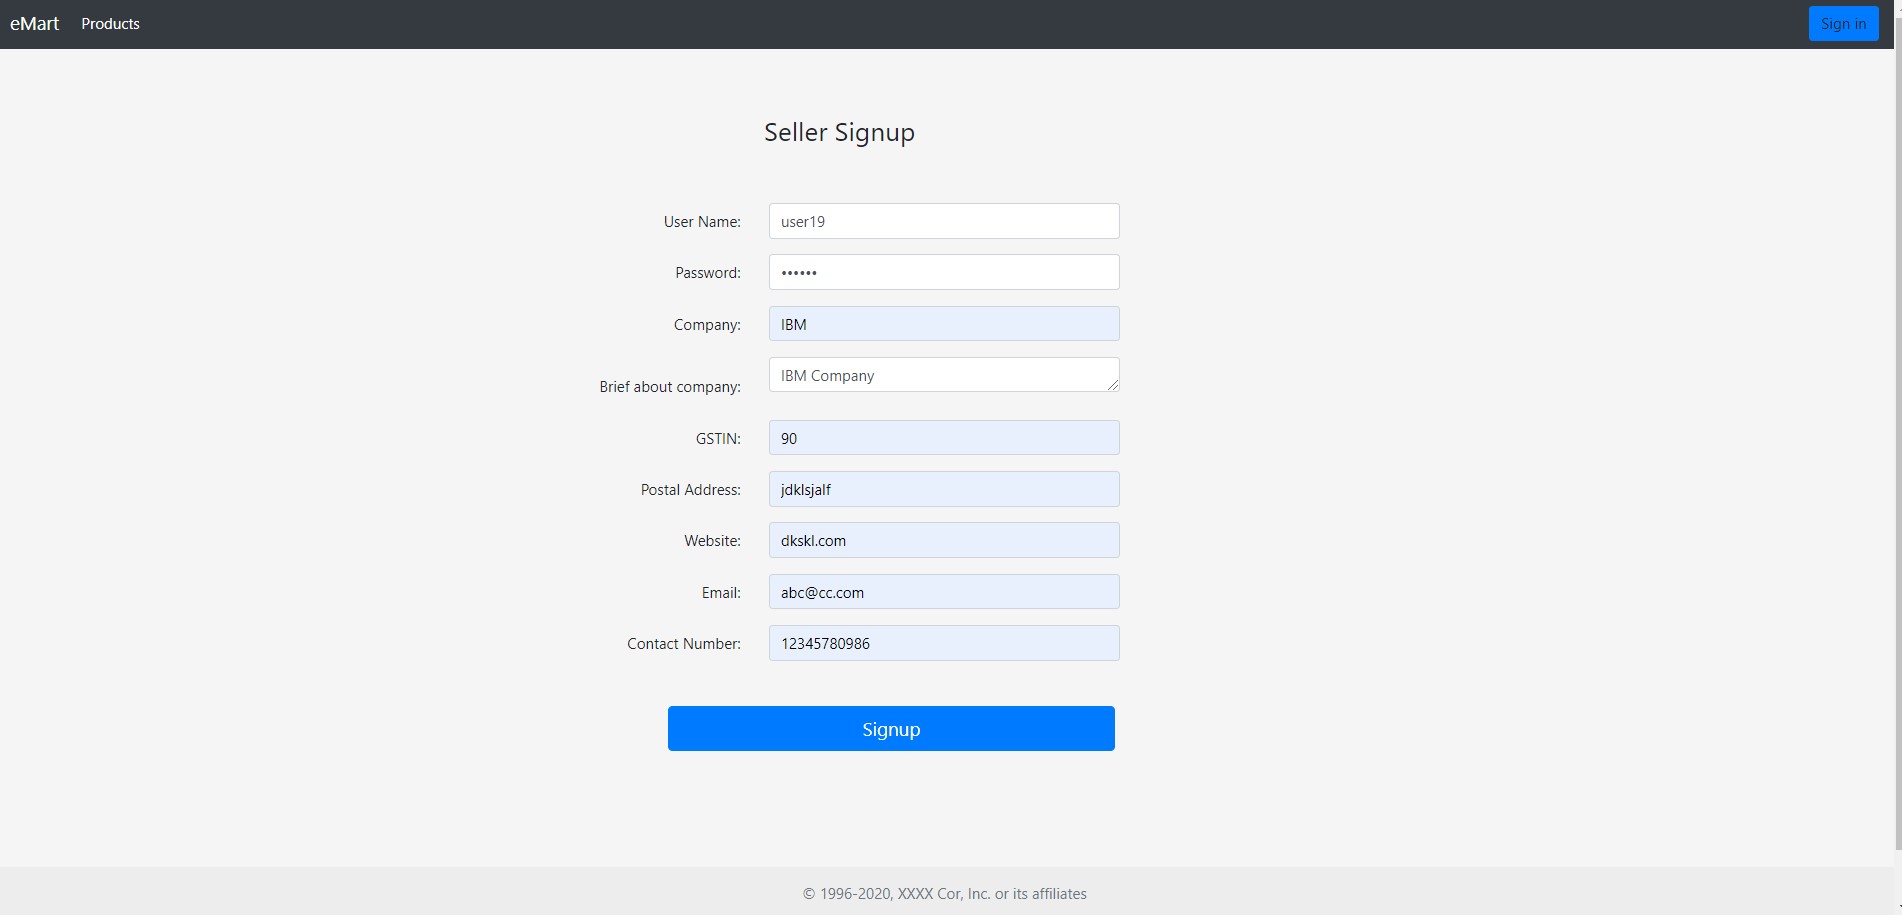 eMart Products Sign in
Seller Signup
User Name: user19
Password: ••••••
Company: IBM
Brief about company: IBM Company
GSTIN: 90
Postal Address: jdklsjalf
Website: dkskl.com
Email: abc@cc.com
Contact Number: 12345780986
Signup
© 1996-2020, XXXX Cor, Inc. or its affiliates